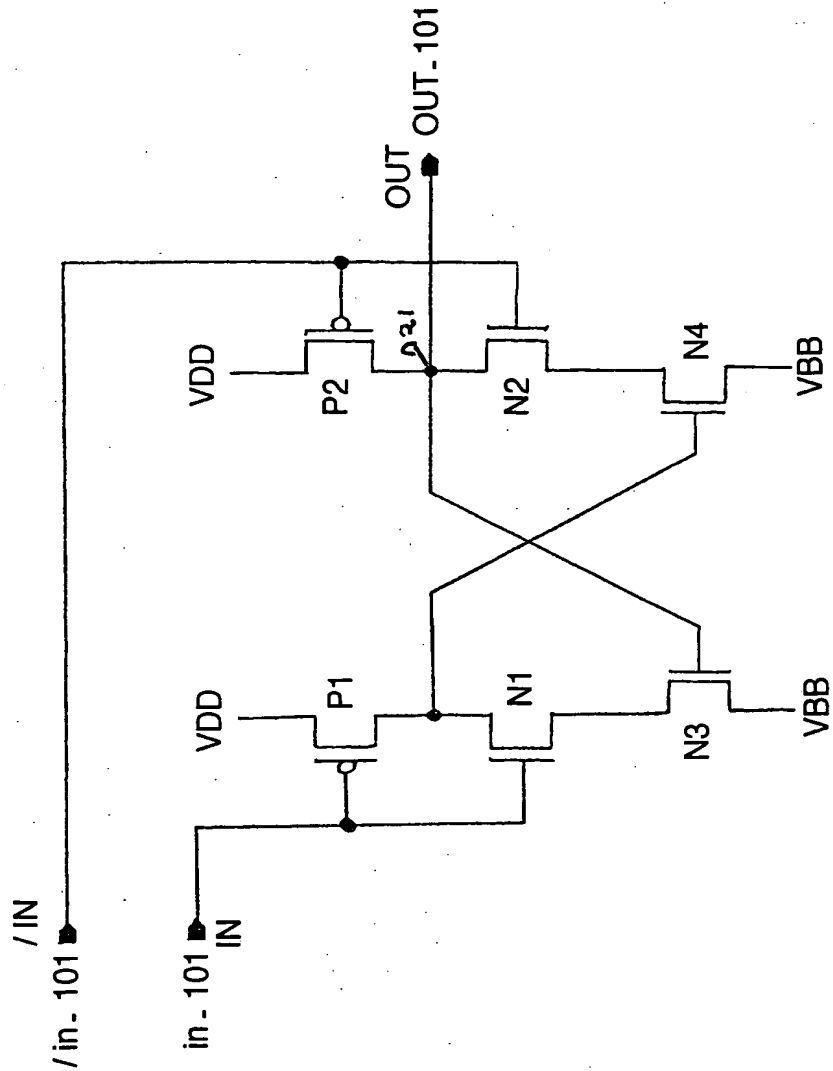 / IN
/ in - 101
in - 101
IN
VDD
P1
N1
N3
VBB
VDD
P2
n21
N2
N4
VBB
OUT
OUT - 101